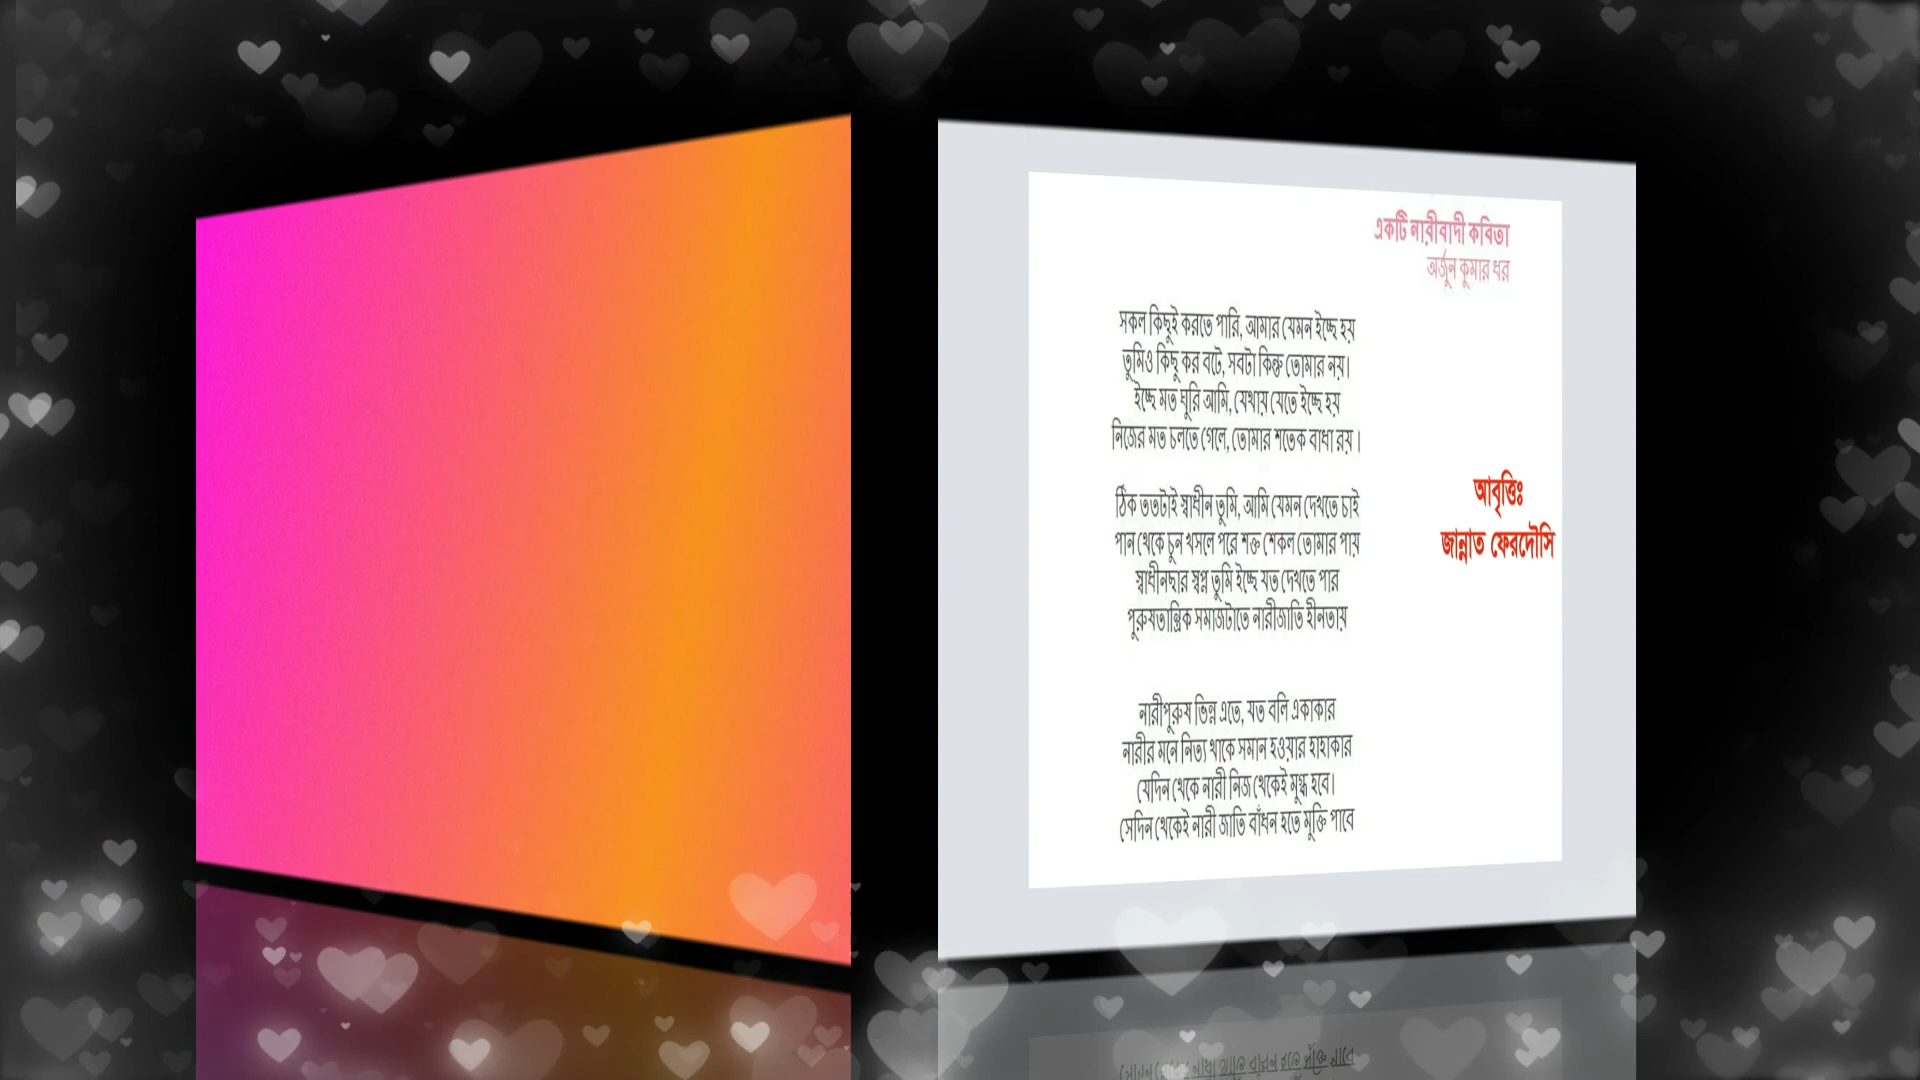 একটি নারীবাদী কবিতা
অর্জুন কুমার ধর
সকল কিছুই করতে পারি, আমার যেমন ইচ্ছে হয়
তুমিও কিছু কর বটে, সবটা কিন্তু তোমার নয়।
ইচ্ছে মত ঘুরি আমি, যেখায় যেতে ইচ্ছে হয়
নিজের মত চলতে গেলে, তোমার শতেক বাধা রয়।
ঠিক ততটাই স্বাধীন তুমি, আমি যেমন দেখতে চাই
পান থেকে চুন খসলে পরে শক্ত শেকল তোমার পায়
স্বাধীনছার স্বপ্ন তুমি ইচ্ছে যত দেখতে পার
পুরুষতান্ত্রিক সমাজটাতে নারীজাতি হীনতায়
নারীপুরুষ ভিন্ন এতে, যত বলি একাকার
নারীর মনে নিত্য থাকে সমান হওয়ার হাহাকার
যেদিন থেকে নারী নিজ থেকেই মুগ্ধ হবে।
সেদিন থেকেই নারী জাতি বাঁধন হতে মুক্তি পাবে
আবৃত্তিঃ
জান্নাত ফেরদৌসি